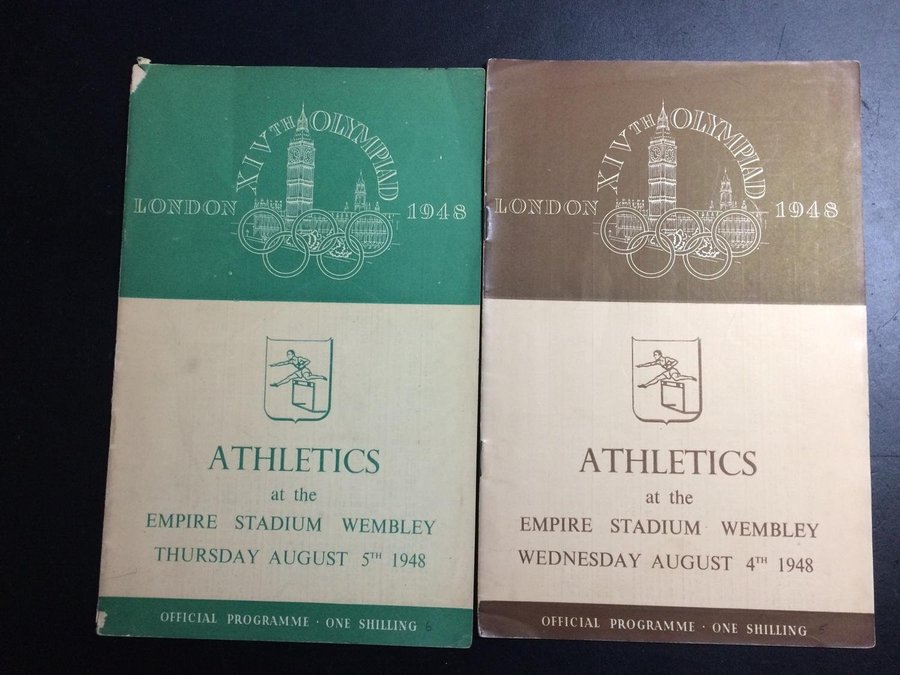 XIVTH OLYMPIAD
LONDON 1948
ATHLETICS
at the
EMPIRE STADIUM WEMBLEY
THURSDAY AUGUST 5TH 1948
OFFICIAL PROGRAMME · ONE SHILLING 6
XIVTH OLYMPIAD
LONDON 1948
ATHLETICS
at the
EMPIRE STADIUM WEMBLEY
WEDNESDAY AUGUST 4TH 1948
OFFICIAL PROGRAMME · ONE SHILLING